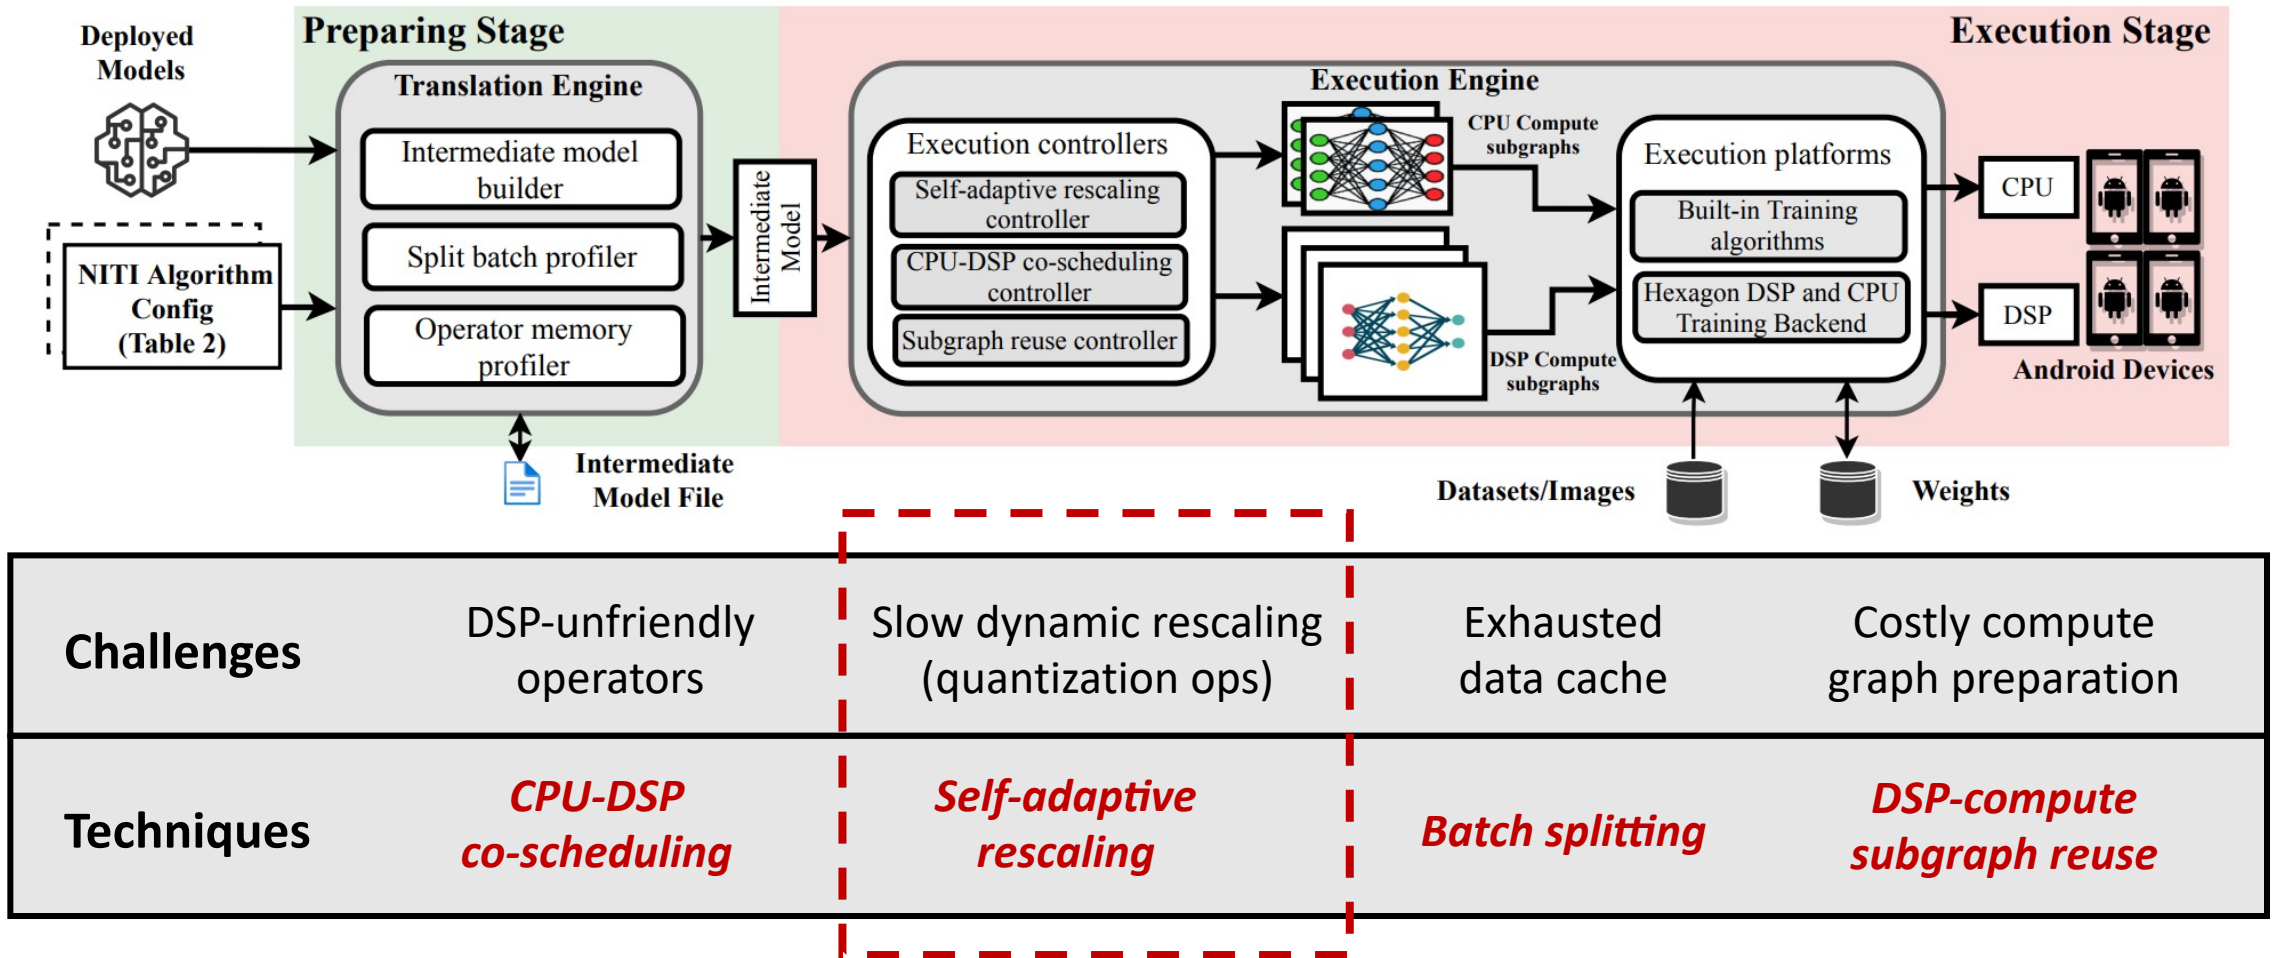 Preparing Stage
Execution Stage
Deployed
Models
NITI Algorithm
Config
(Table 2)
Translation Engine
Intermediate model
builder
Split batch profiler
Operator memory
profiler
Intermediate
Model File
Intermediate
Model
Execution Engine
Execution controllers
Self-adaptive rescaling
controller
CPU-DSP co-scheduling
controller
Subgraph reuse controller
CPU Compute
subgraphs
DSP Compute
subgraphs
Execution platforms
Built-in Training
algorithms
Hexagon DSP and CPU
Training Backend
CPU
DSP
Android Devices
Datasets/Images
Weights
Challenges
DSP-unfriendly
operators
Slow dynamic rescaling
(quantization ops)
Exhausted
data cache
Costly compute
graph preparation
Techniques
CPU-DSP
co-scheduling
Self-adaptive
rescaling
Batch splitting
DSP-compute
subgraph reuse